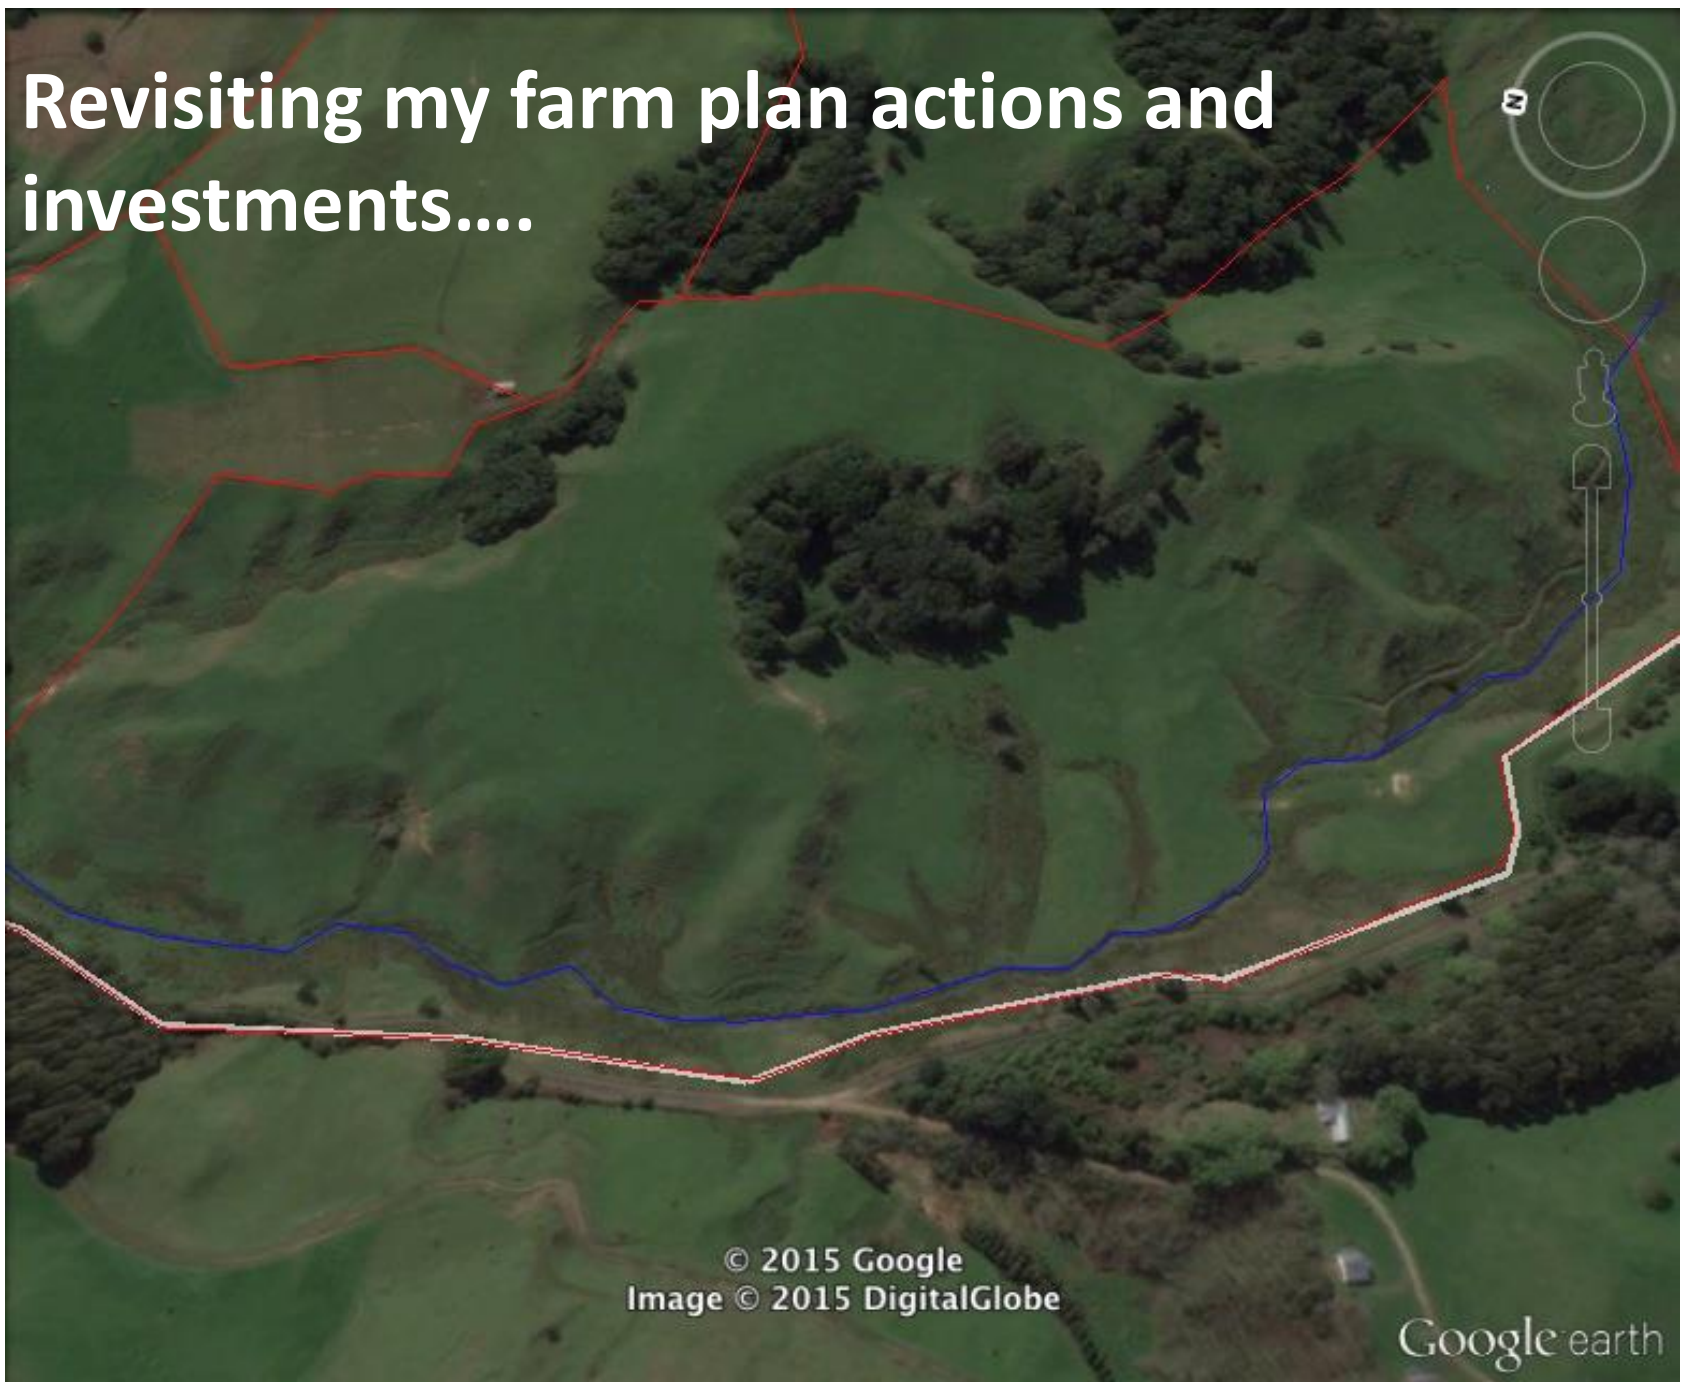 Revisiting my farm plan actions and
investments....
N
© 2015 Google
Image © 2015 DigitalGlobe
Google earth